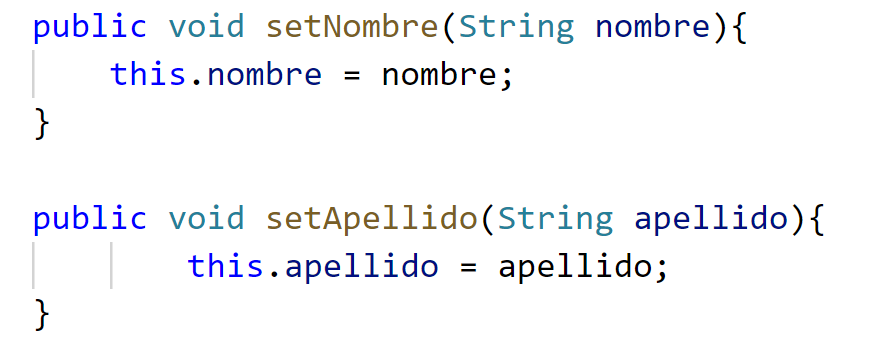 public void setNombre(String nombre){
    this.nombre = nombre;
}

public void setApellido(String apellido){
        this.apellido = apellido;
}